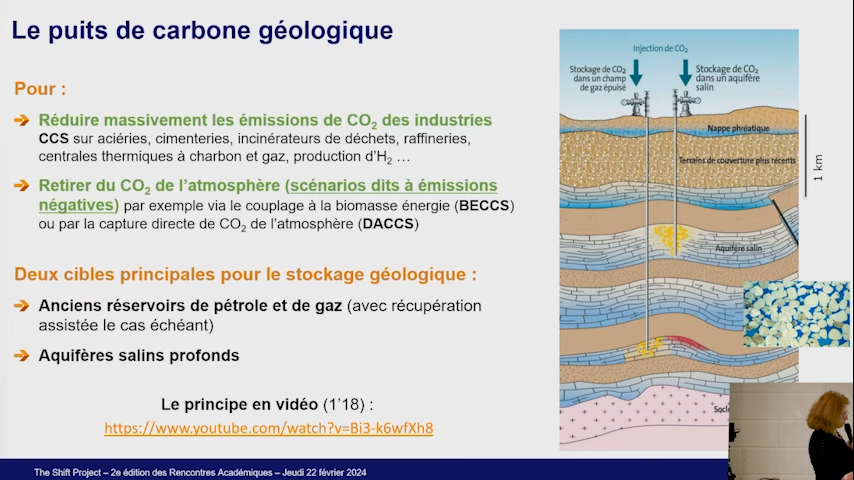 Le puits de carbone géologique
Pour :
➔ Réduire massivement les émissions de CO2 des industries
CCS sur aciéries, cimenteries, incinérateurs de déchets, raffineries,
centrales thermiques à charbon et gaz, production d'H2 ...
➔ Retirer du CO2 de l'atmosphère (scénarios dits à émissions
négatives) par exemple via le couplage à la biomasse énergie (BECCS)
ou par la capture directe de CO2 de l'atmosphère (DACCS)
Deux cibles principales pour le stockage géologique :
➔ Anciens réservoirs de pétrole et de gaz (avec récupération
assistée le cas échéant)
➔ Aquifères salins profonds
Le principe en vidéo (1'18) :
https://www.youtube.com/watch?v=Bi3-k6wfXh8
Injection de CO2
Stockage de CO2
dans un champ
de gaz épuisé
Stockage de CO2
dans un aquifère
salin
Nappe phréatique
Terrains de couverture plus récents
1 km
Aquifère salin
The Shift Project – 2e édition des Rencontres Académiques – Jeudi 22 février 2024